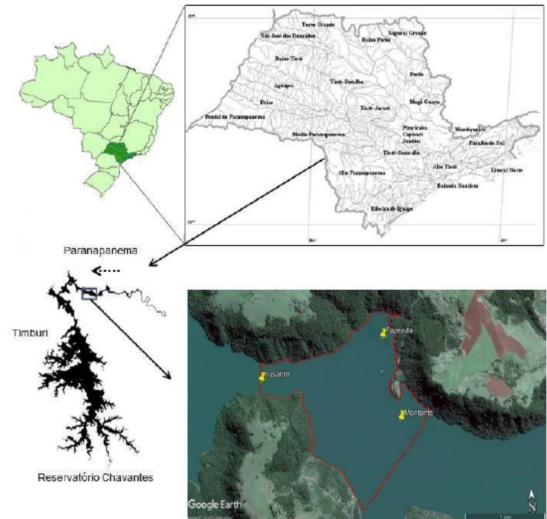 Turvo Grande
Sapucaí Grande
São José dos Dourados
Baixo Pardo
Baixo Tietê
Pardo
Tietê-Batalha
Aguapeí
Mogi-Guaçu
Peixe
Tietê-Jacaré
Pontal do Paranapanema
Piracicaba
Capivari
Jundiaí
Mantiqueira
Médio Paranapanema
Paraíba do Sul
Tietê-Sorocaba
Alto Tietê
Litoral Norte
Alto Paranapanema
Baixada Santista
Ribeira de Iguape
Paranapanema
Timburi
Reservatório Chavantes
Fazenda
Jusante
Montante
Google Earth
N